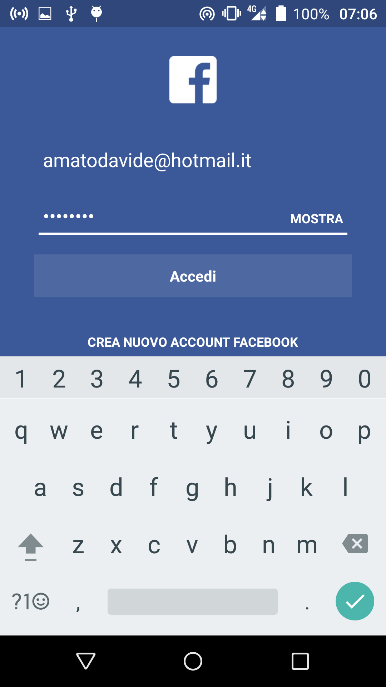 4G 100% 07:06
amatodavide@hotmail.it
•••••••• MOSTRA
Accedi
CREA NUOVO ACCOUNT FACEBOOK
1 2 3 4 5 6 7 8 9 0
q w e r t y u i o p
a s d f g h j k l
z x c v b n m
?1☺ , .